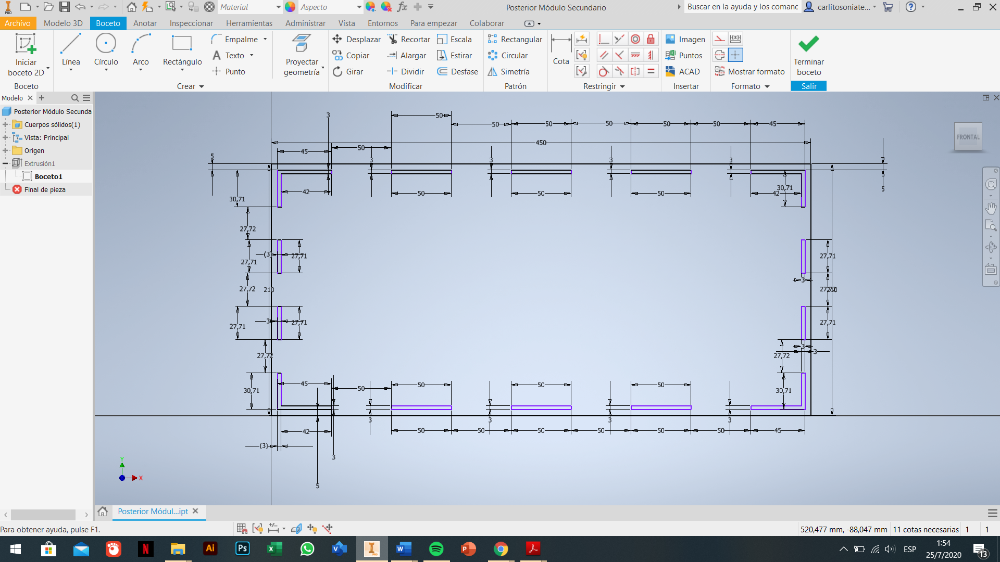 PRO
Material
Aspecto
fx
Posterior Módulo Secundario
Buscar en la ayuda y los comanc
carlitosoniate...
Archivo
Modelo 3D
Boceto
Anotar
Inspeccionar
Herramientas
Administrar
Vista
Entornos
Para empezar
Colaborar
Iniciar
boceto 2D
Línea
Círculo
Arco
Rectángulo
Empalme
Texto
Punto
Proyectar
geometría
Desplazar
Copiar
Girar
Recortar
Alargar
Dividir
Escala
Estirar
Desfase
Rectangular
Circular
Simetría
Cota
Imagen
Puntos
ACAD
Mostrar formato
Terminar
boceto
Boceto
Crear
Modificar
Patrón
Restringir
Insertar
Formato
Salir
Modelo
Posterior Módulo Secunda
Cuerpos sólidos(1)
Vista: Principal
Origen
Extrusión1
Boceto1
Final de pieza
FRONTAL
3
50
50
50
50
50
50
45
450
45
50
5
3
3
3
3
5
42
50
50
50
42
30,71
30,71
27,72
27,71
(3)
27,71
27,71
3
27,72
210
27,72
210
27,71
3
27,71
27,71
3
3
27,72
27,72
30,71
45
50
50
50
50
30,71
3
3
3
3
42
50
50
50
50
50
50
45
(3)
3
5
Y
X
Posterior Módul...ipt
Para obtener ayuda, pulse F1.
520,477 mm, -88,047 mm
11 cotas necesarias
1
1
N
Ai
Ps
X
V
I
PRO
W
P
ESP
1:54
25/7/2020
13